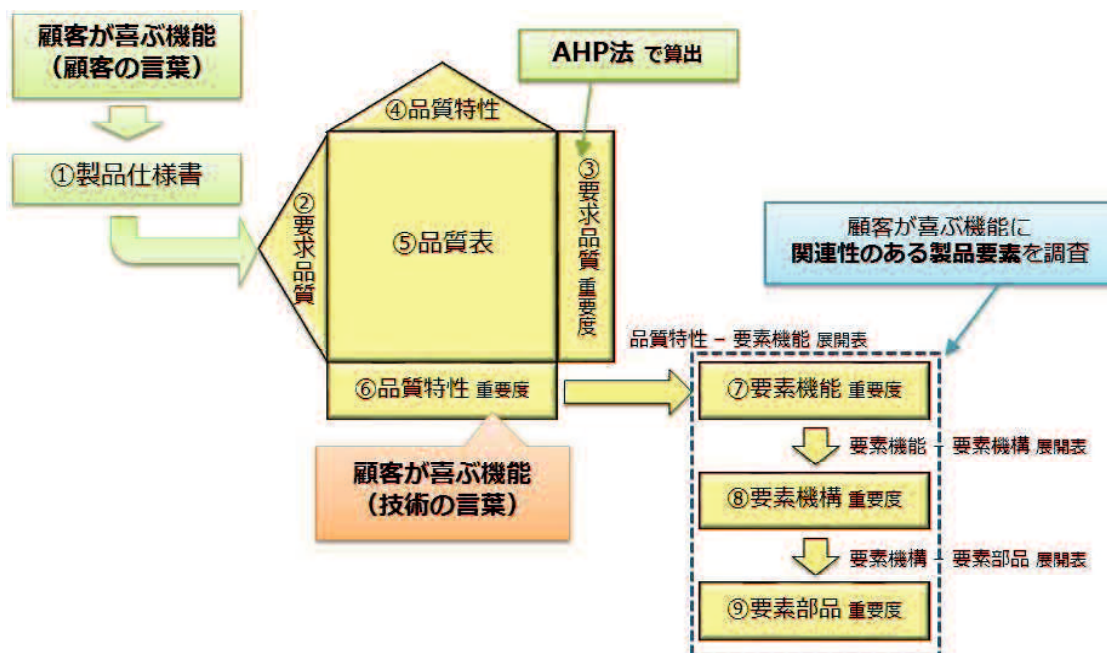 顧客が喜ぶ機能
（顧客の言葉）
AHP法 で算出
④品質特性
①製品仕様書
②要求品質
⑤品質表
③要求品質 重要度
顧客が喜ぶ機能に
関連性のある製品要素を調査
品質特性 − 要素機能 展開表
⑥品質特性 重要度
⑦要素機能 重要度
要素機能 − 要素機構 展開表
顧客が喜ぶ機能
（技術の言葉）
⑧要素機構 重要度
要素機構 − 要素部品 展開表
⑨要素部品 重要度